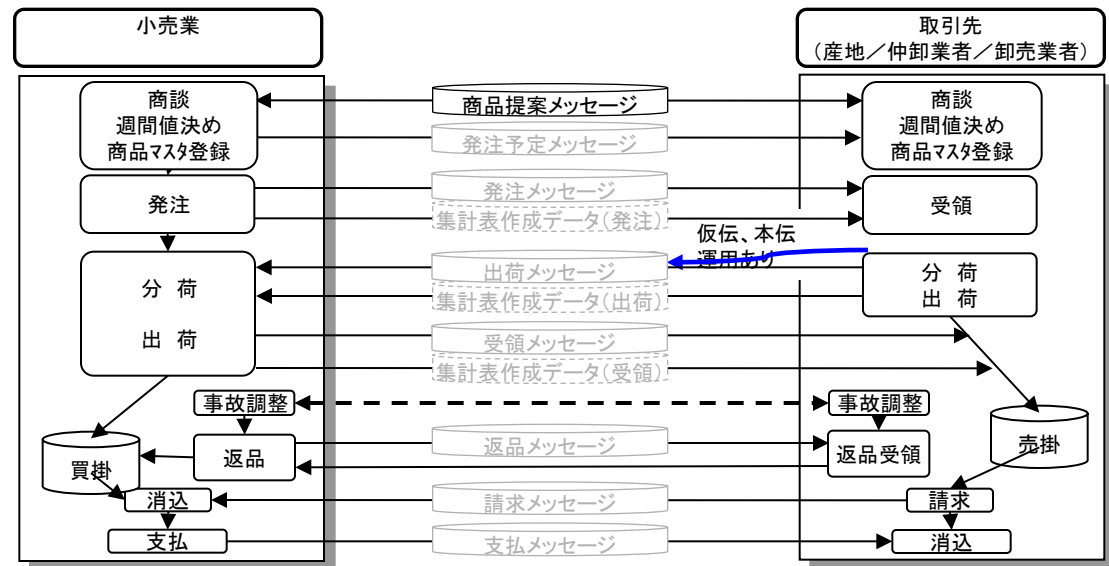 小売業
取引先
（産地／仲卸業者／卸売業者）
商談
週間値決め
商品ﾏｽﾀ登録
商品提案メッセージ
商談
週間値決め
商品ﾏｽﾀ登録
発注予定メッセージ
発注
発注メッセージ
受領
集計表作成データ(発注)
仮伝、本伝
運用あり
分　荷
出　荷
出荷メッセージ
分　荷
出　荷
集計表作成データ(出荷)
受領メッセージ
集計表作成データ(受領)
事故調整
事故調整
買掛
返品
返品メッセージ
返品受領
売掛
消込
請求メッセージ
請求
支払
支払メッセージ
消込